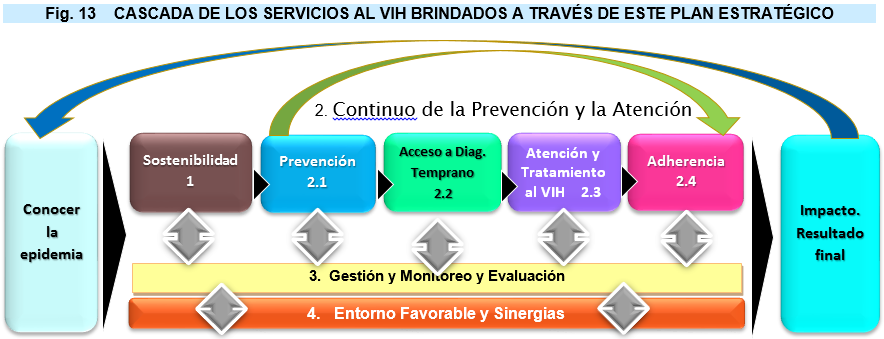 Fig. 13 CASCADA DE LOS SERVICIOS AL VIH BRINDADOS A TRAVÉS DE ESTE PLAN ESTRATÉGICO
2. Continuo de la Prevención y la Atención
Conocer
la
epidemia
Sostenibilidad
1
Prevención
2.1
Acceso a Diag.
Temprano
2.2
Atención y
Tratamiento
al VIH 2.3
Adherencia
2.4
Impacto.
Resultado
final
3. Gestión y Monitoreo y Evaluación
4. Entorno Favorable y Sinergias